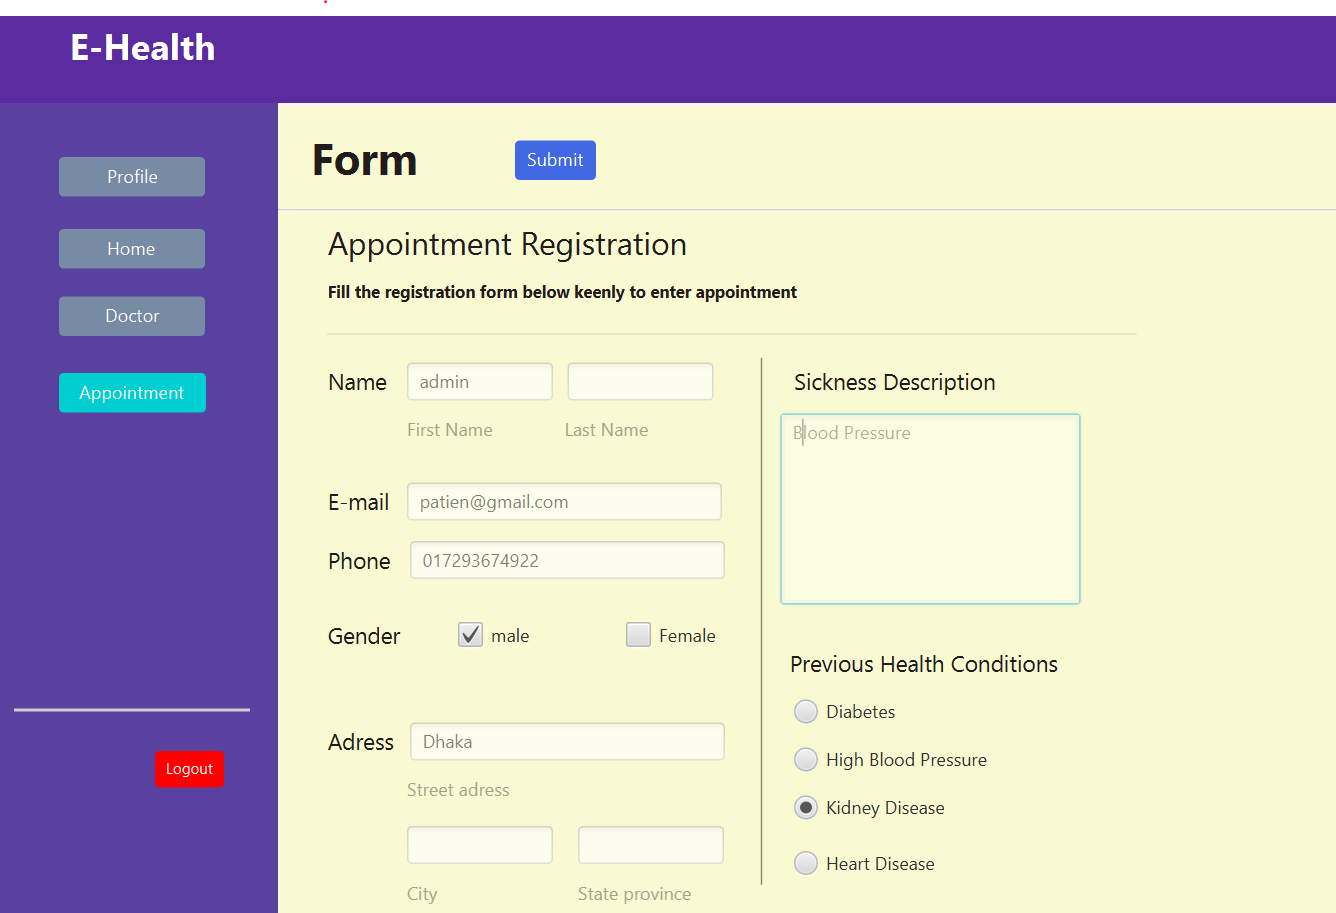 E-Health
Profile
Home
Doctor
Appointment
Logout
Form
Submit
Appointment Registration
Fill the registration form below keenly to enter appointment
Name
admin
First Name
Last Name
E-mail
patien@gmail.com
Phone
017293674922
Gender
male
Female
Adress
Dhaka
Street adress
City
State province
Sickness Description
Blood Pressure
Previous Health Conditions
Diabetes
High Blood Pressure
Kidney Disease
Heart Disease